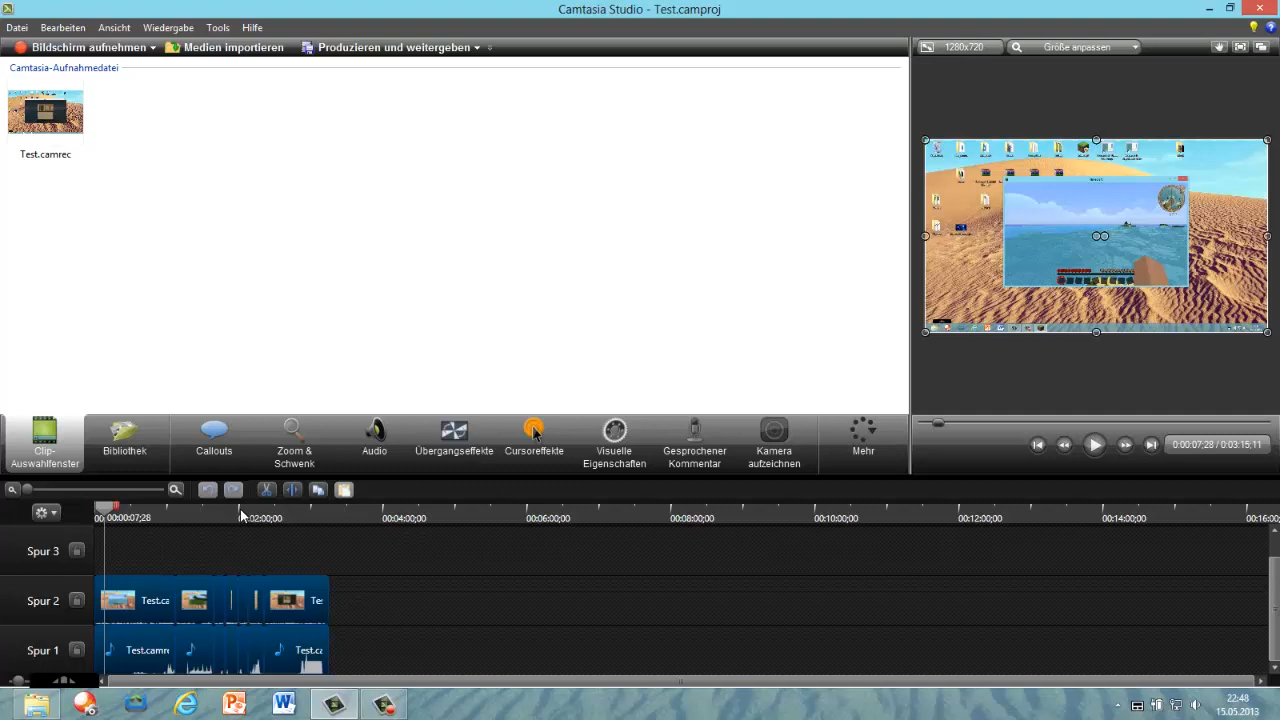 Camtasia Studio - Test.camproj
Datei Bearbeiten Ansicht Wiedergabe Tools Hilfe
Bildschirm aufnehmen Medien importieren Produzieren und weitergeben
1280x720 Größe anpassen
Camtasia-Aufnahmedatei
Test.camrec
Clip-Auswahlfenster
Bibliothek
Callouts
Zoom & Schwenk
Audio
Übergangseffekte
Cursoreffekte
Visuelle Eigenschaften
Gesprochener Kommentar
Kamera aufzeichnen
Mehr
0:00:07;28 / 0:03:15;11
00:00:07;28 00:04:00;00 00:06:00;00 00:08:00;00 00:10:00;00 00:12:00;00 00:14:00;00 00:16:00
Spur 3
Spur 2 Test.ca Te
Spur 1 Test.camre Test.ca
22:48
15.05.2013